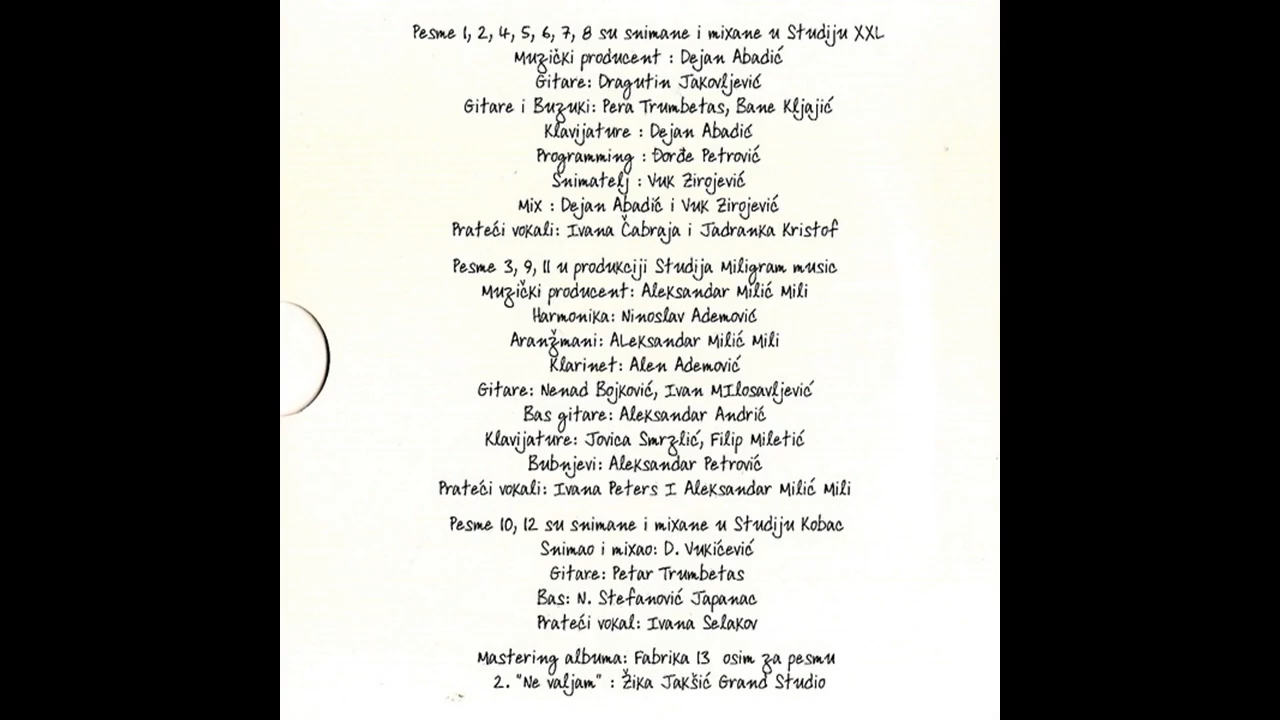 Pesme 1, 2, 4, 5, 6, 7, 8 su snimane i mixane u Studiju XXL
Muzički producent : Dejan Abadić
Gitare: Dragutin Jakovljević
Gitare i Buzuki: Pera Trumbetas, Bane Kljajić
Klavijature : Dejan Abadić
Programming : Đorđe Petrović
Snimatelj : Vuk Zirojević
Mix : Dejan Abadić i Vuk Zirojević
Prateći vokali: Ivana Čabraja i Jadranka Kristof
Pesme 3, 9, 11 u produkciji Studija Miligram music
Muzički producent: Aleksandar Milić Mili
Harmonika: Ninoslav Ademović
Aranžmani: ALeksandar Milić Mili
Klarinet: Alen Ademović
Gitare: Nenad Bojković, Ivan MIlosavljević
Bas gitare: Aleksandar Andrić
Klavijature: Jovica Smrzlić, Filip Miletić
Bubnjevi: Aleksandar Petrović
Prateći vokali: Ivana Peters I Aleksandar Milić Mili
Pesme 10, 12 su snimane i mixane u Studiju Kobac
Snimao i mixao: D. Vukićević
Gitare: Petar Trumbetas
Bas: N. Stefanović Japanac
Prateći vokal: Ivana Selakov
Mastering albuma: Fabrika 13 osim za pesmu
2. "Ne valjam" : Žika Jakšić Grand Studio